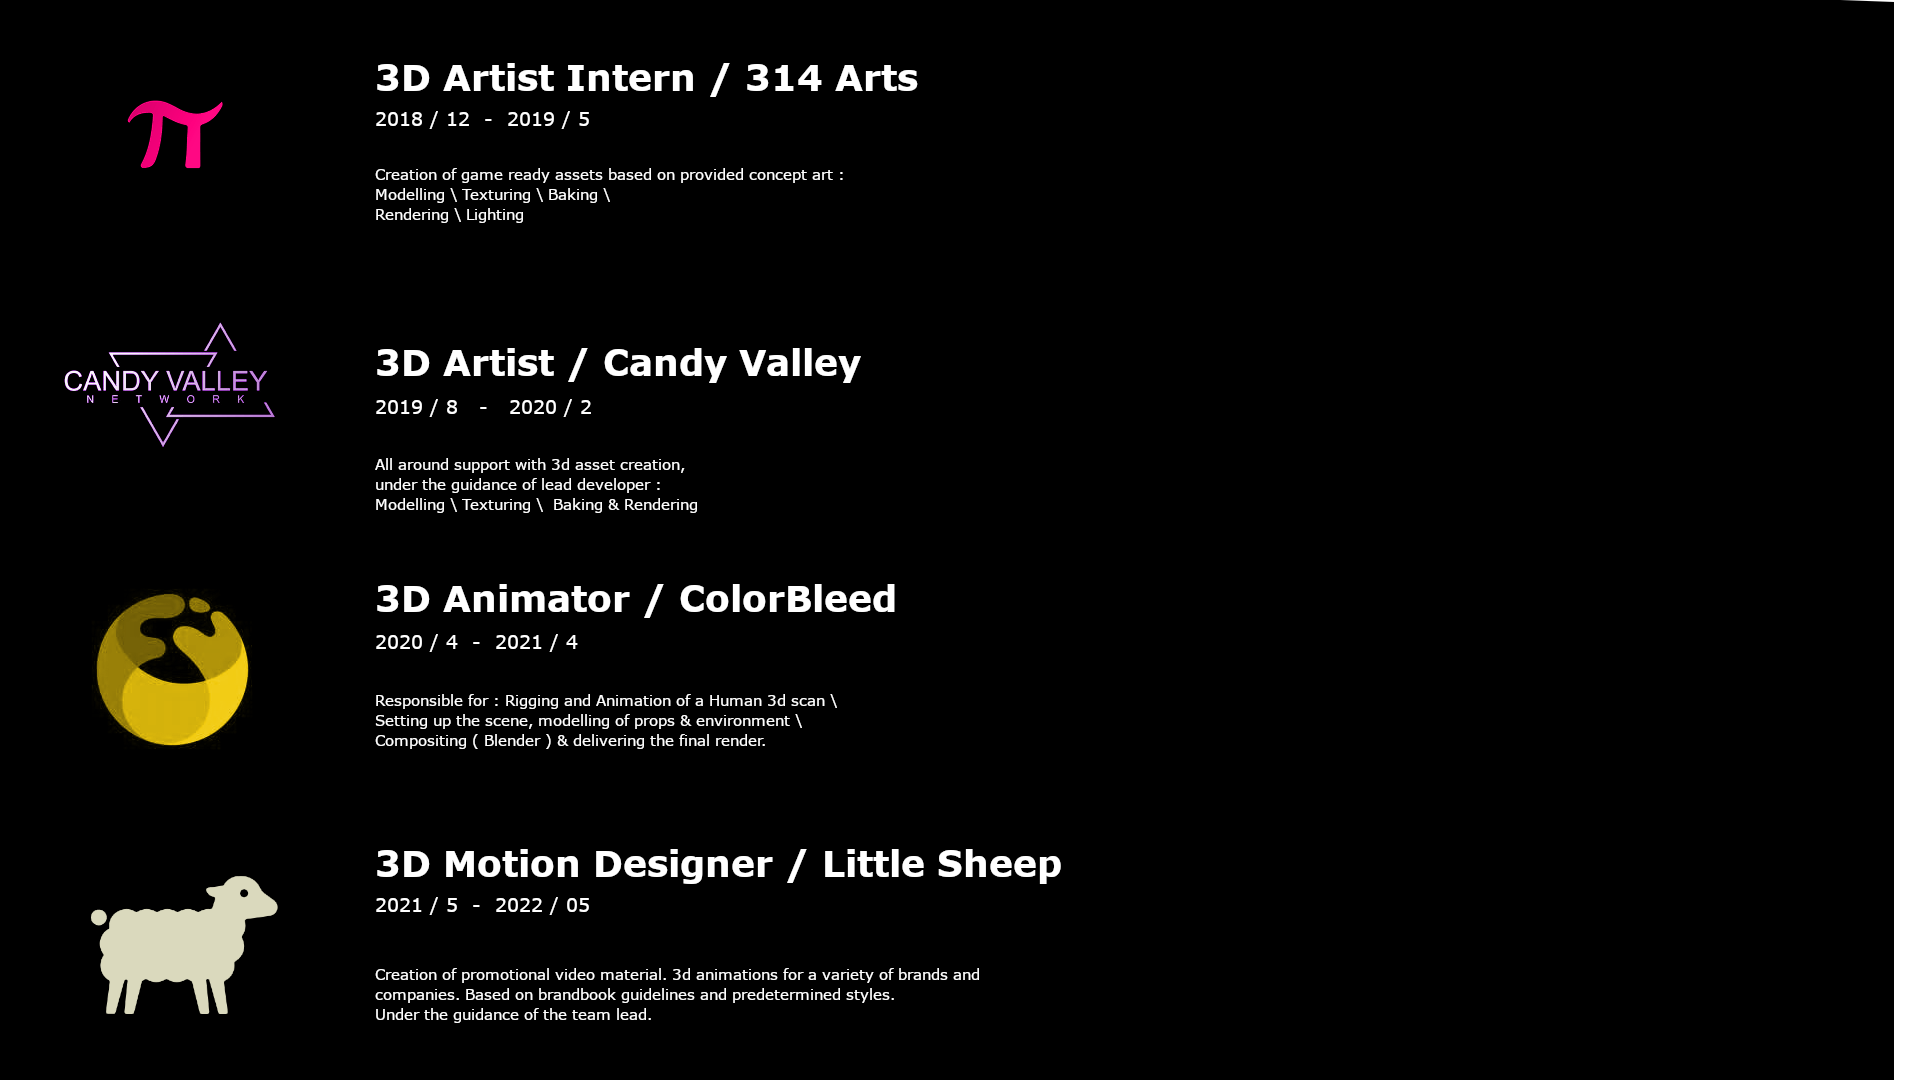 3D Artist Intern / 314 Arts
2018 / 12 - 2019 / 5
Creation of game ready assets based on provided concept art :
Modelling \ Texturing \ Baking \
Rendering \ Lighting
CANDY VALLEY
NETWORK
3D Artist / Candy Valley
2019 / 8 - 2020 / 2
All around support with 3d asset creation,
under the guidance of lead developer :
Modelling \ Texturing \ Baking & Rendering
3D Animator / ColorBleed
2020 / 4 - 2021 / 4
Responsible for : Rigging and Animation of a Human 3d scan \
Setting up the scene, modelling of props & environment \
Compositing ( Blender ) & delivering the final render.
3D Motion Designer / Little Sheep
2021 / 5 - 2022 / 05
Creation of promotional video material. 3d animations for a variety of brands and
companies. Based on brandbook guidelines and predetermined styles.
Under the guidance of the team lead.